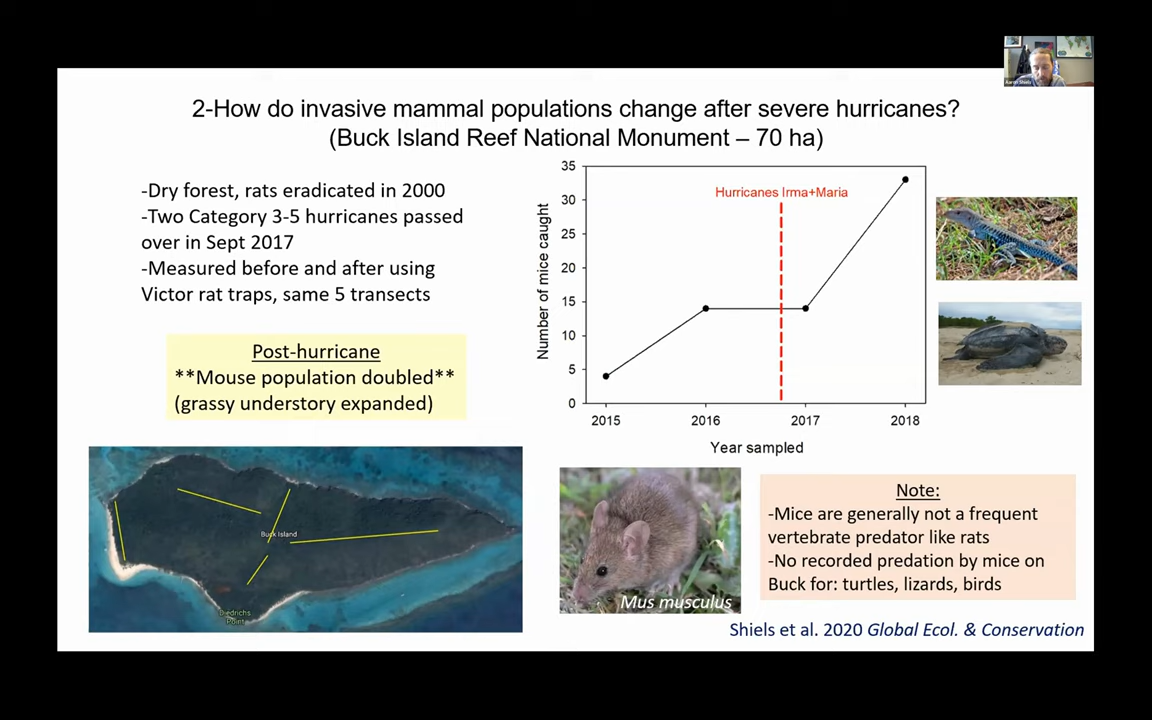 2-How do invasive mammal populations change after severe hurricanes?
(Buck Island Reef National Monument – 70 ha)
-Dry forest, rats eradicated in 2000
-Two Category 3-5 hurricanes passed
over in Sept 2017
-Measured before and after using
Victor rat traps, same 5 transects
Post-hurricane
**Mouse population doubled**
(grassy understory expanded)
Buck Island
Diedrichs
Point
Number of mice caught
35
30
25
20
15
10
5
0
Hurricanes Irma+Maria
2015 2016 2017 2018
Year sampled
Mus musculus
Note:
-Mice are generally not a frequent
vertebrate predator like rats
-No recorded predation by mice on
Buck for: turtles, lizards, birds
Shiels et al. 2020 Global Ecol. & Conservation